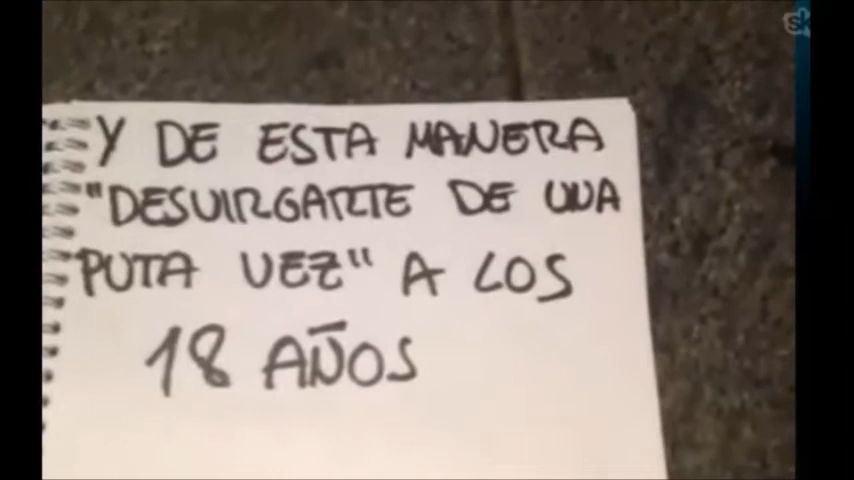 Y DE ESTA MANERA
"DESVIRGARTE DE UNA
PUTA VEZ" A LOS
18 AÑOS